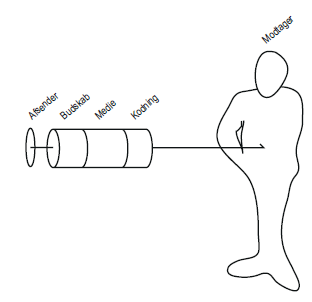 Afsender
Budskab
Medie
Kodning
Modtager